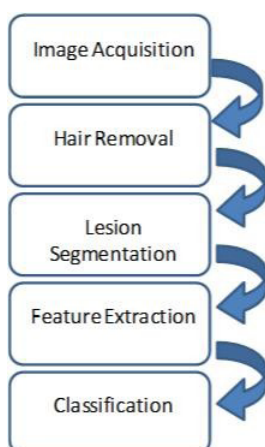 Image Acquisition
Hair Removal
Lesion
Segmentation
Feature Extraction
Classification